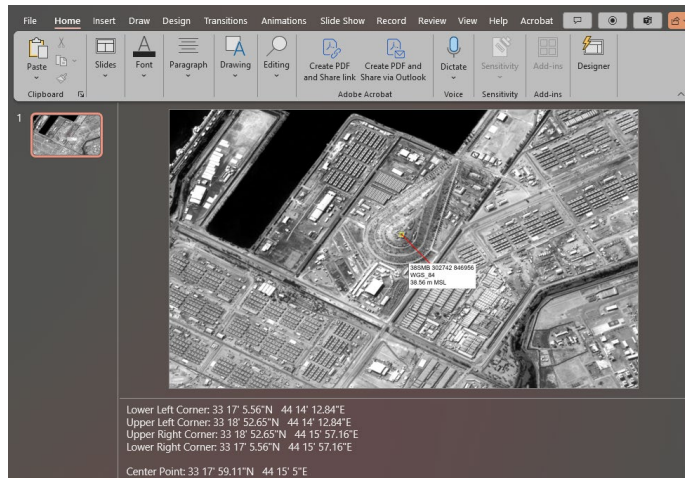 File Home Insert Draw Design Transitions Animations Slide Show Record Review View Help Acrobat
Paste
Slides
Font
Paragraph
Drawing
Editing
Create PDF and Share link
Create PDF and Share via Outlook
Dictate
Sensitivity
Add-ins
Designer
Clipboard
Adobe Acrobat
Voice
Sensitivity
Add-ins
1
38SMB 302742 846956
WGS_84
38.56 m MSL
Lower Left Corner: 33 17' 5.56"N 44 14' 12.84"E
Upper Left Corner: 33 18' 52.65"N 44 14' 12.84"E
Upper Right Corner: 33 18' 52.65"N 44 15' 57.16"E
Lower Right Corner: 33 17' 5.56"N 44 15' 57.16"E
Center Point: 33 17' 59.11"N 44 15' 5"E